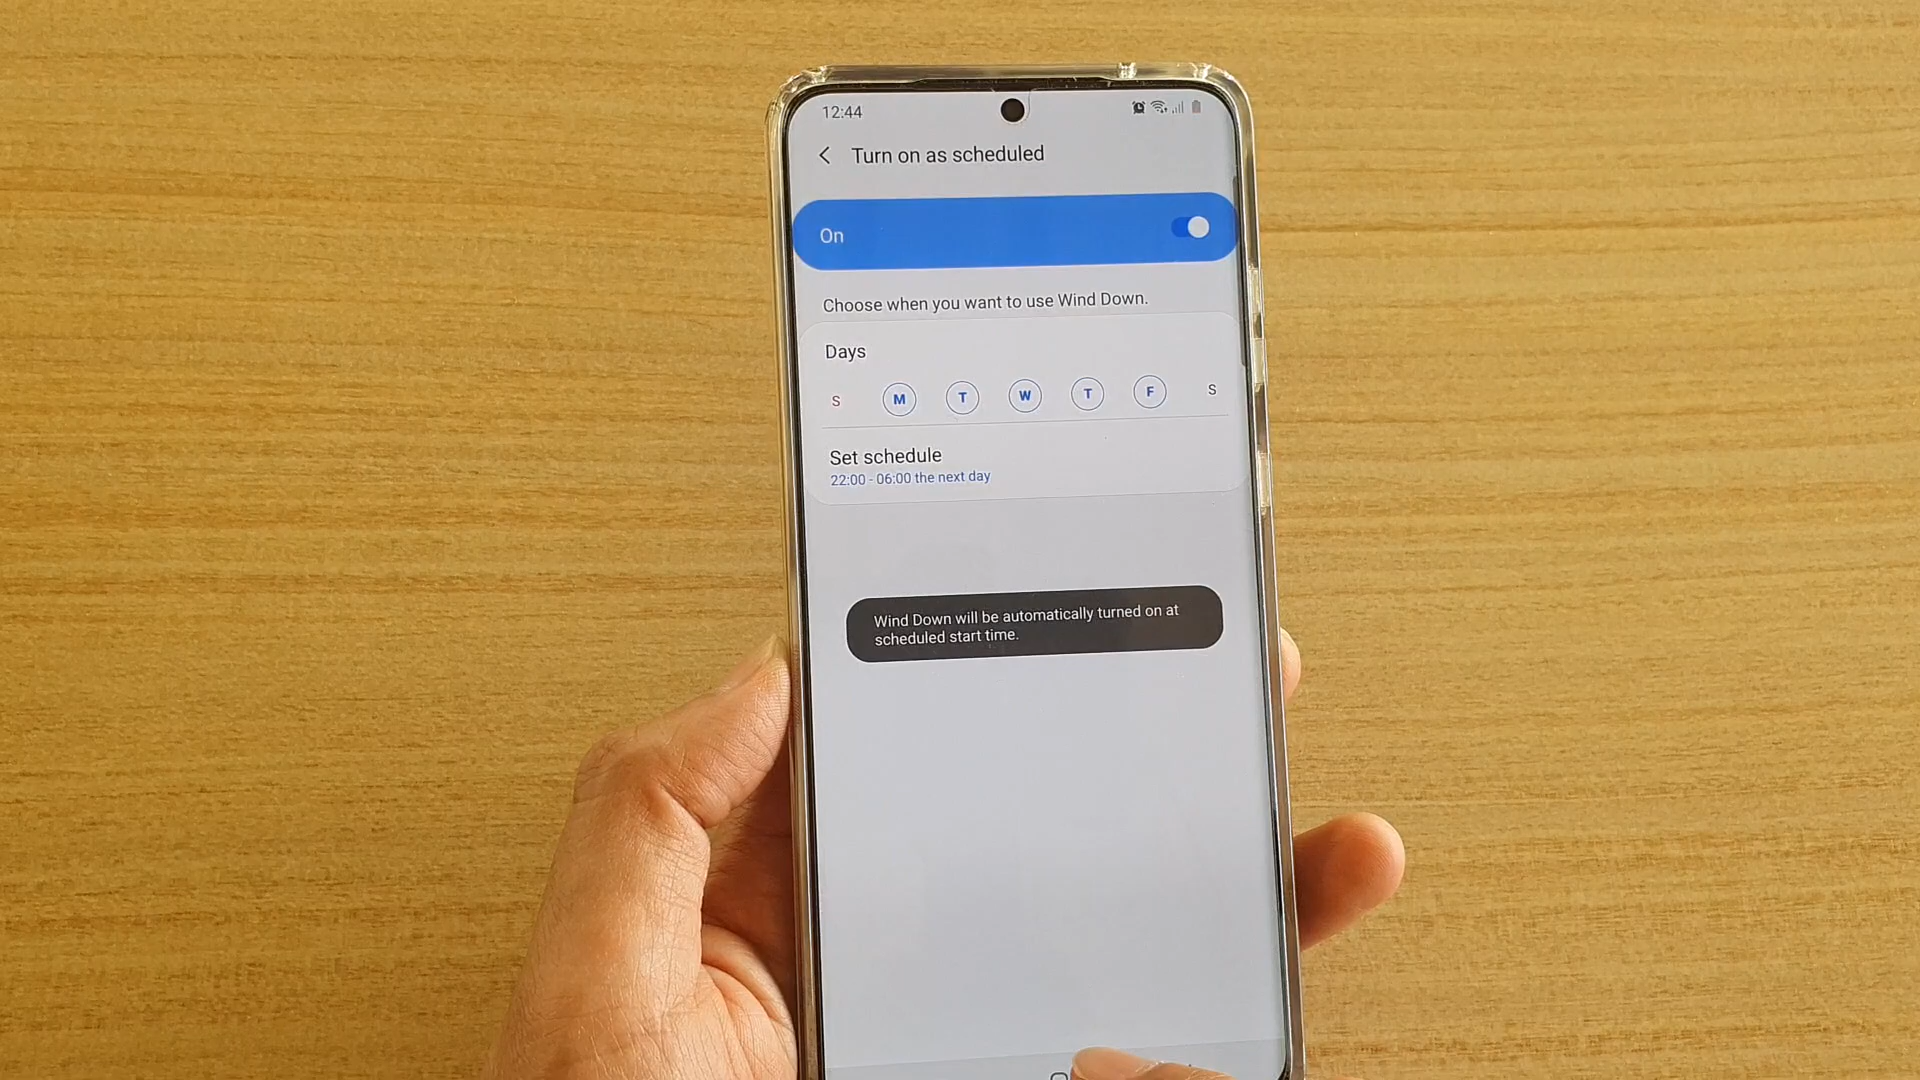 12:44
Turn on as scheduled
On
Choose when you want to use Wind Down.
Days
S M T W T F S
Set schedule
22:00 - 06:00 the next day
Wind Down will be automatically turned on at
scheduled start time.